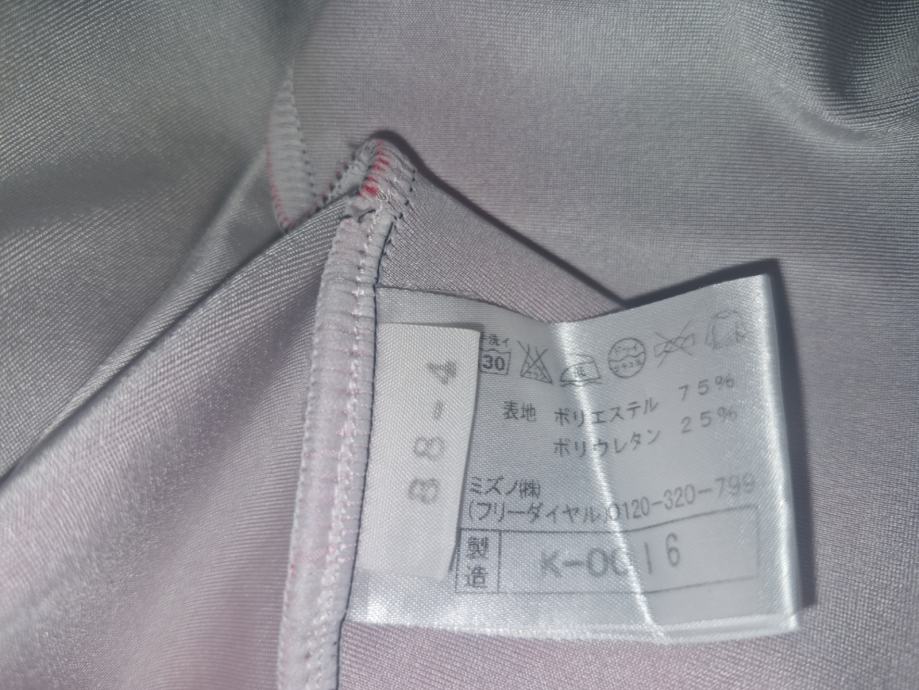 手洗イ
30
表地 ポリエステル 75%
ポリウレタン 25%
ミズノ㈱
(フリーダイヤル)0120-320-799
製造 K-0016
88-4